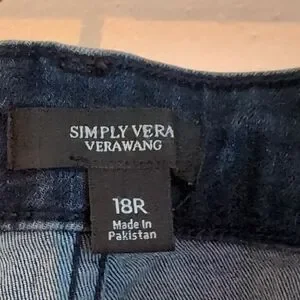 SIMPLY VERA
VERAWANG
18R
Made In
Pakistan